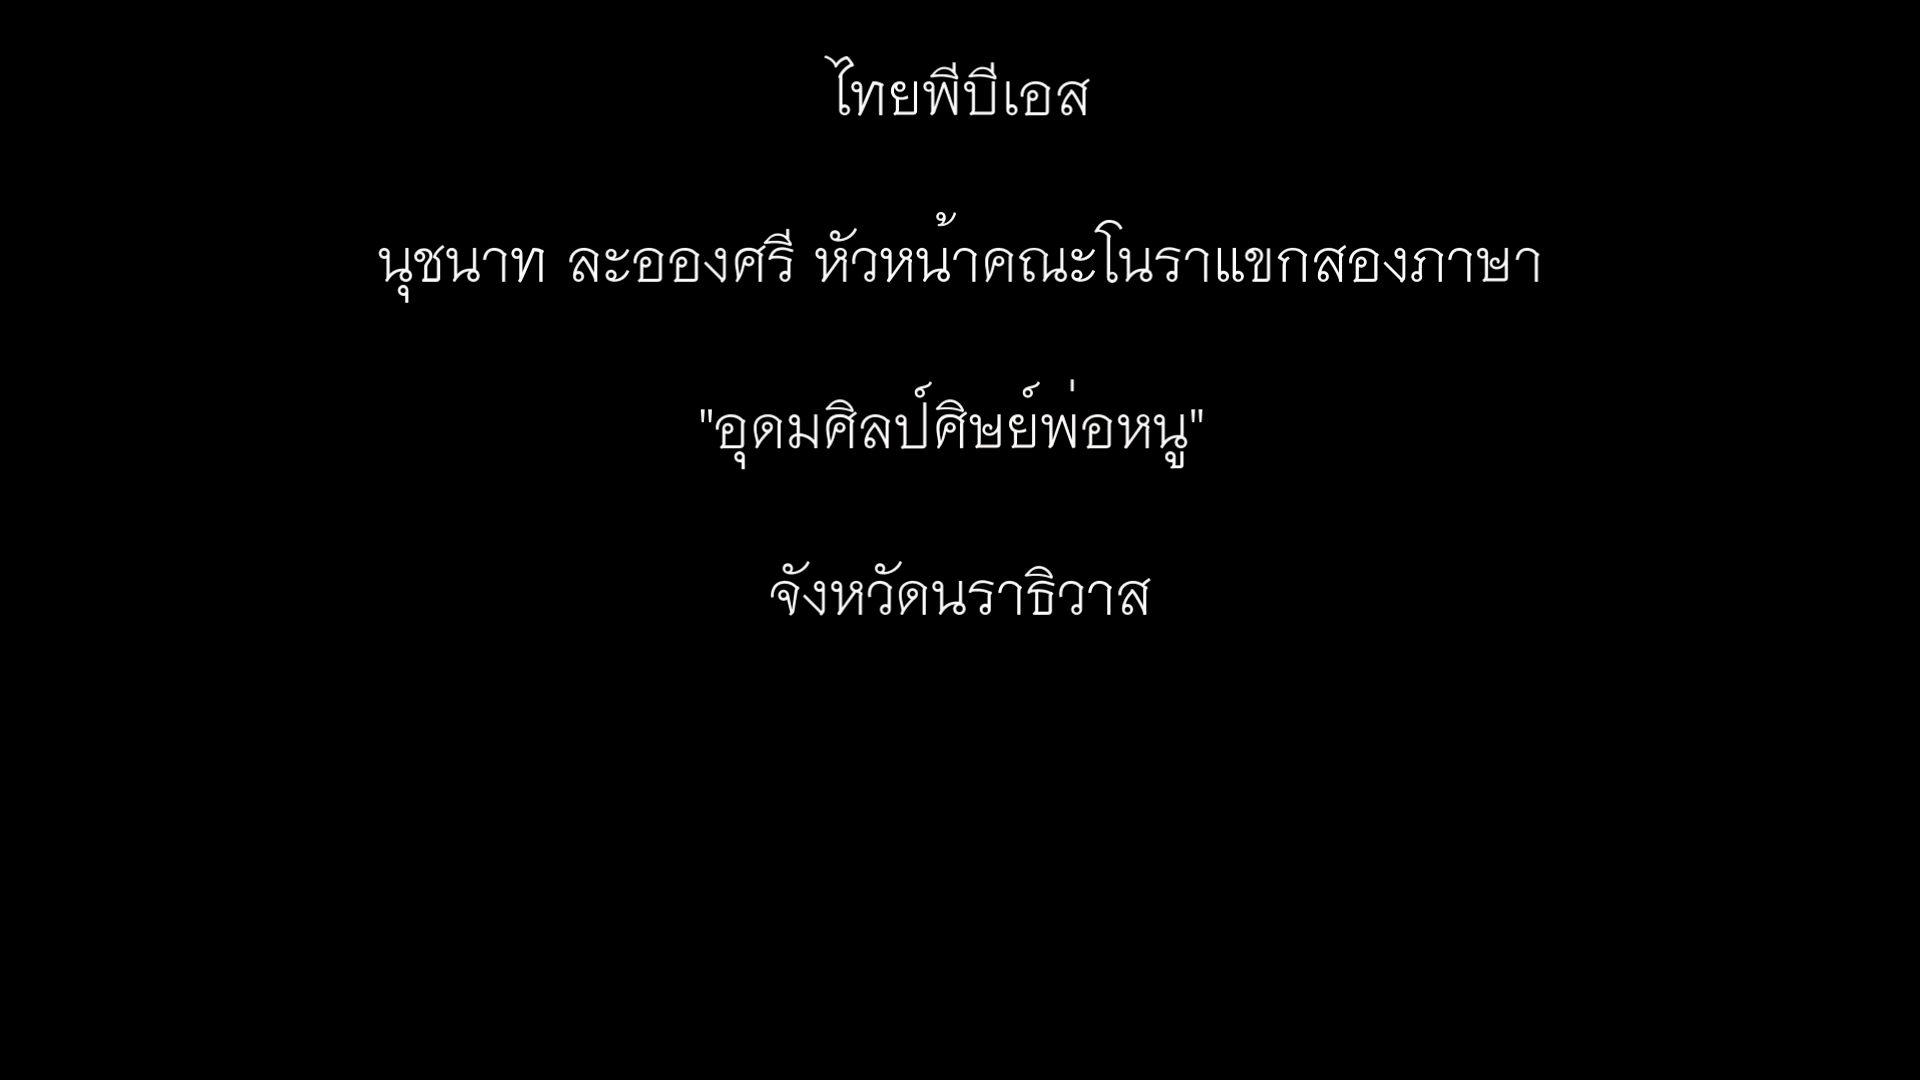 ไทยพีบีเอส
นุชนาท ละอองศรี หัวหน้าคณะโนราแขกสองภาษา
"อุดมศิลป์ศิษย์พ่อหนู"
จังหวัดนราธิวาส